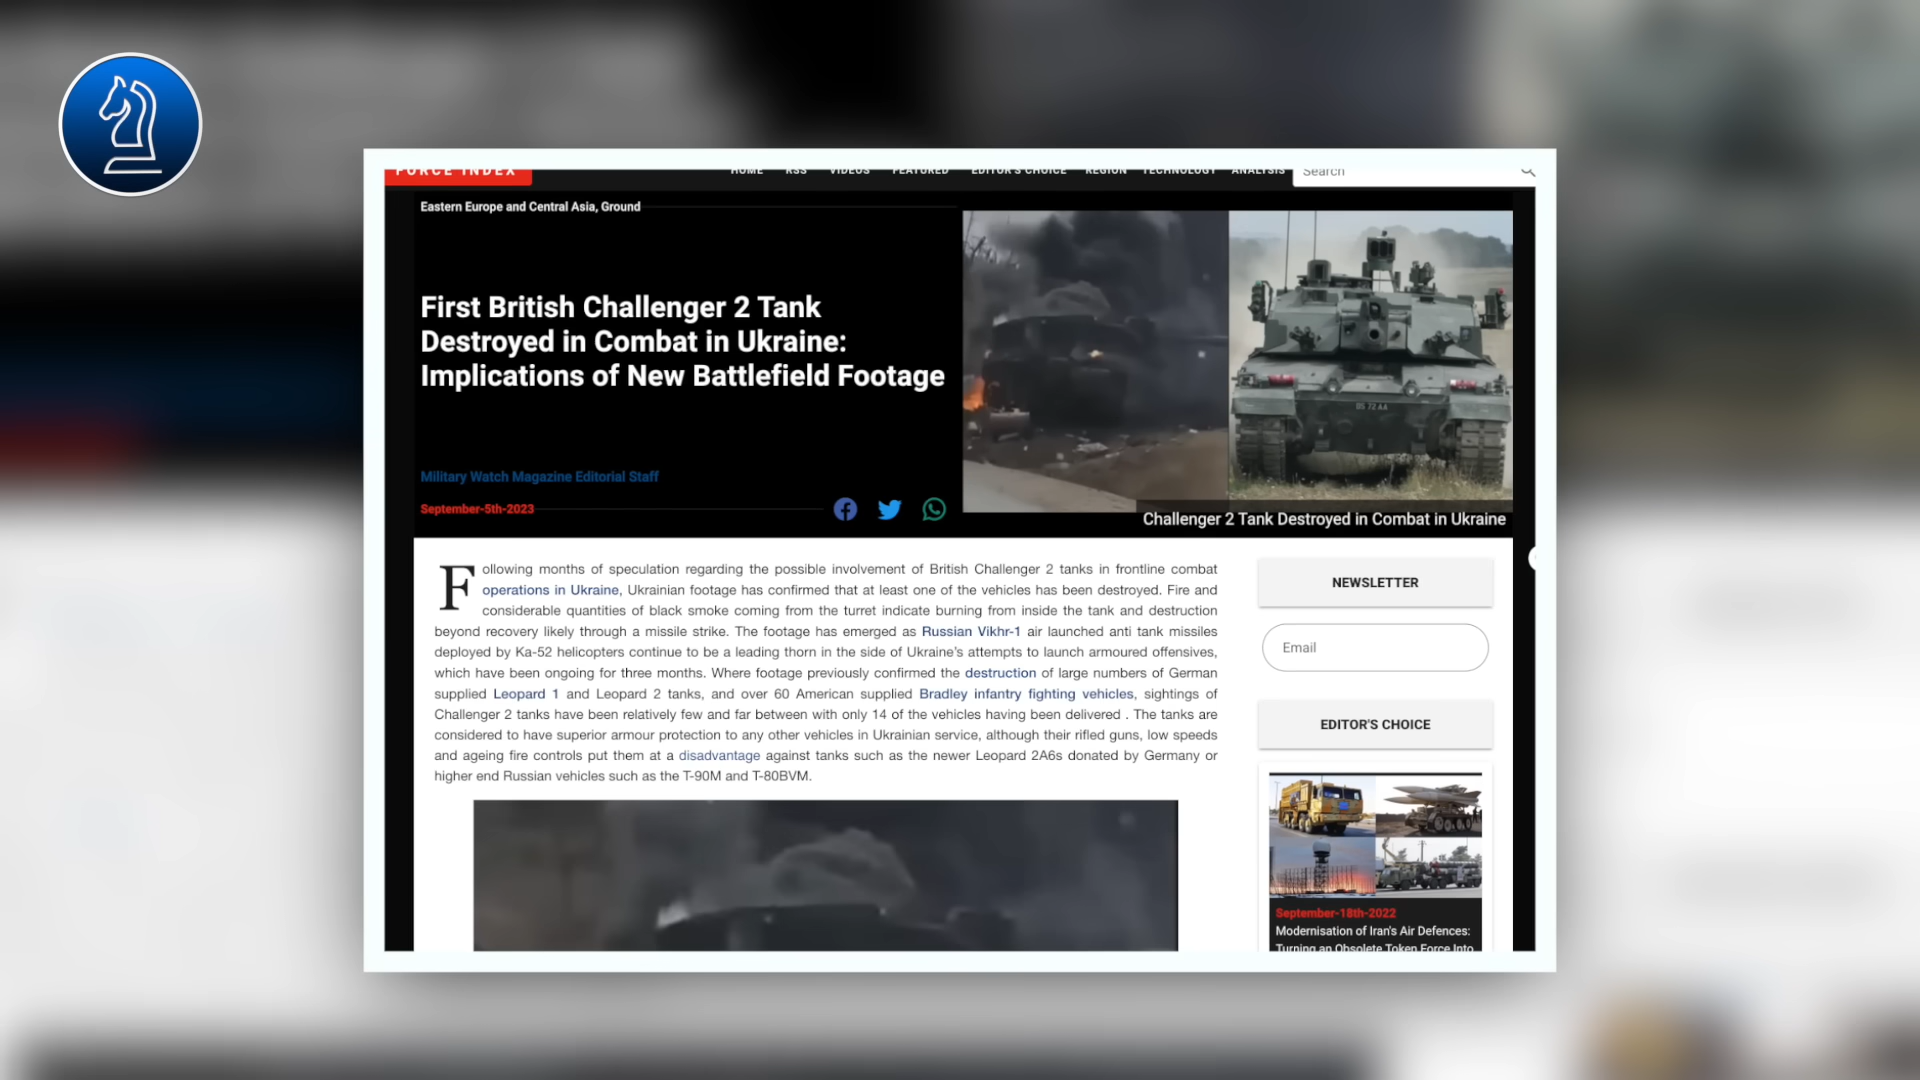 FORCE INDEX
HOME RSS VIDEOS FEATURED EDITOR'S CHOICE REGION TECHNOLOGY ANALYSIS Search
Eastern Europe and Central Asia, Ground
First British Challenger 2 Tank
Destroyed in Combat in Ukraine:
Implications of New Battlefield Footage
Military Watch Magazine Editorial Staff
September-5th-2023
Challenger 2 Tank Destroyed in Combat in Ukraine
Following months of speculation regarding the possible involvement of British Challenger 2 tanks in frontline combat
operations in Ukraine, Ukrainian footage has confirmed that at least one of the vehicles has been destroyed. Fire and
considerable quantities of black smoke coming from the turret indicate burning from inside the tank and destruction
beyond recovery likely through a missile strike. The footage has emerged as Russian Vikhr-1 air launched anti tank missiles
deployed by Ka-52 helicopters continue to be a leading thorn in the side of Ukraine's attempts to launch armoured offensives,
which have been ongoing for three months. Where footage previously confirmed the destruction of large numbers of German
supplied Leopard 1 and Leopard 2 tanks, and over 60 American supplied Bradley infantry fighting vehicles, sightings of
Challenger 2 tanks have been relatively few and far between with only 14 of the vehicles having been delivered . The tanks are
considered to have superior armour protection to any other vehicles in Ukrainian service, although their rifled guns, low speeds
and ageing fire controls put them at a disadvantage against tanks such as the newer Leopard 2A6s donated by Germany or
higher end Russian vehicles such as the T-90M and T-80BVM.
NEWSLETTER
Email
EDITOR'S CHOICE
September-18th-2022
Modernisation of Iran's Air Defences:
Turning an Obsolete Token Force Into